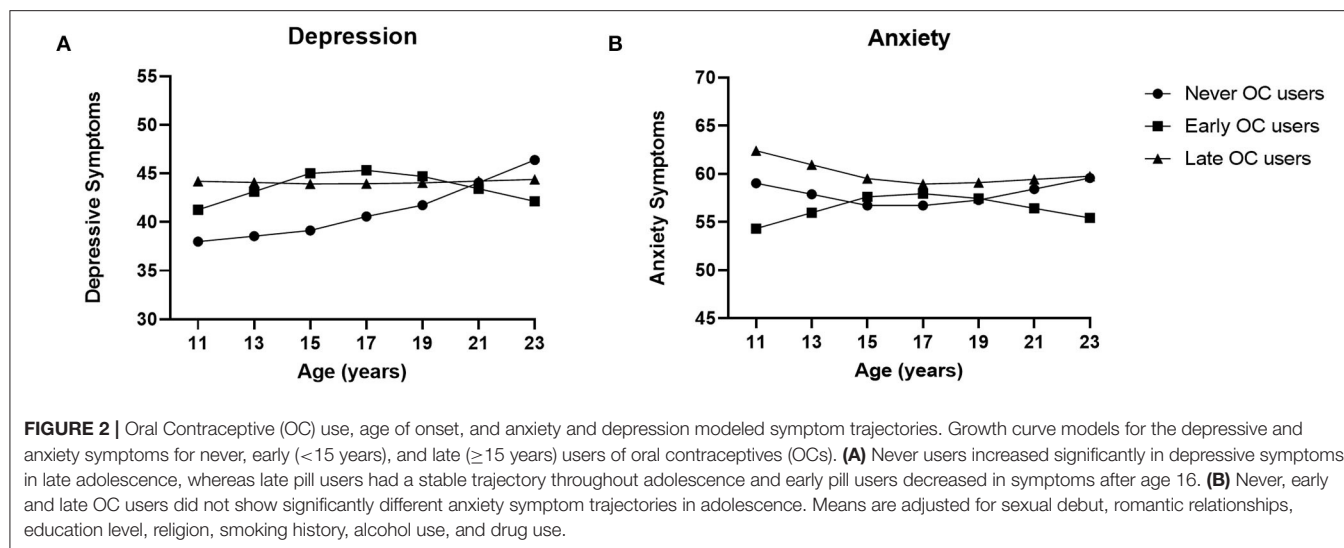 A
Depression
Depressive Symptoms
55
50
45
40
35
30
11 13 15 17 19 21 23
Age (years)
B
Anxiety
Anxiety Symptoms
70
65
60
55
50
45
11 13 15 17 19 21 23
Age (years)
Never OC users
Early OC users
Late OC users
FIGURE 2 | Oral Contraceptive (OC) use, age of onset, and anxiety and depression modeled symptom trajectories. Growth curve models for the depressive and
anxiety symptoms for never, early (<15 years), and late (≥15 years) users of oral contraceptives (OCs). (A) Never users increased significantly in depressive symptoms
in late adolescence, whereas late pill users had a stable trajectory throughout adolescence and early pill users decreased in symptoms after age 16. (B) Never, early
and late OC users did not show significantly different anxiety symptom trajectories in adolescence. Means are adjusted for sexual debut, romantic relationships,
education level, religion, smoking history, alcohol use, and drug use.